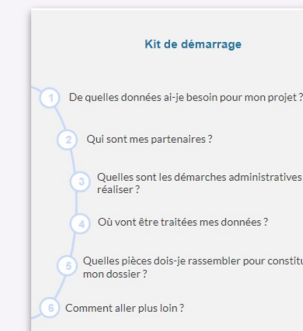 Kit de démarrage
1 De quelles données ai-je besoin pour mon projet ?
2 Qui sont mes partenaires ?
3 Quelles sont les démarches administratives
réaliser ?
4 Où vont être traitées mes données ?
5 Quelles pièces dois-je rassembler pour
mon dossier ?
6 Comment aller plus loin ?